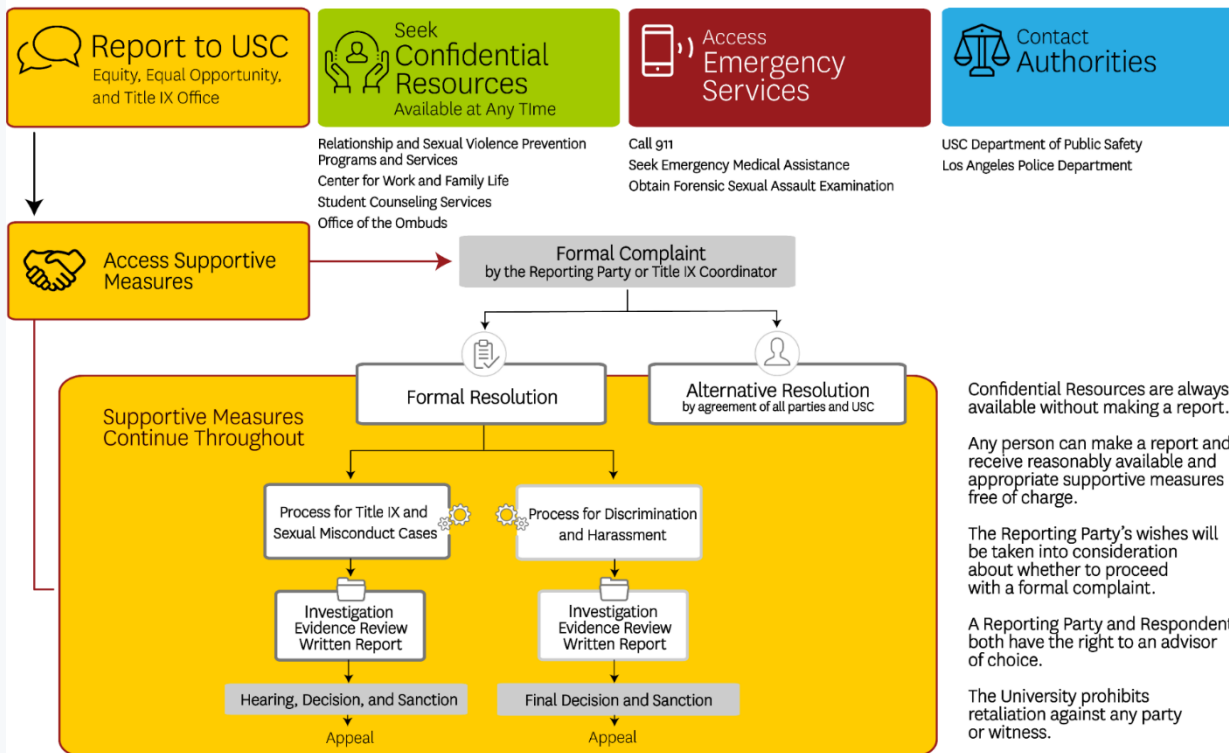 Report to USC
Equity, Equal Opportunity,
and Title IX Office
Seek
Confidential
Resources
Available at Any TIme
Access
Emergency
Services
Contact
Authorities
Relationship and Sexual Violence Prevention
Programs and Services
Center for Work and Family Life
Student Counseling Services
Office of the Ombuds
Call 911
Seek Emergency Medical Assistance
Obtain Forensic Sexual Assault Examination
USC Department of Public Safety
Los Angeles Police Department
Access Supportive
Measures
Formal Complaint
by the Reporting Party or Title IX Coordinator
Formal Resolution
Alternative Resolution
by agreement of all parties and USC
Supportive Measures
Continue Throughout
Process for Title IX and
Sexual Misconduct Cases
Process for Discrimination
and Harassment
Investigation
Evidence Review
Written Report
Investigation
Evidence Review
Written Report
Hearing, Decision, and Sanction
Final Decision and Sanction
Appeal
Appeal
Confidential Resources are always
available without making a report.
Any person can make a report and
receive reasonably available and
appropriate supportive measures
free of charge.
The Reporting Party's wishes will
be taken into consideration
about whether to proceed
with a formal complaint.
A Reporting Party and Respondent
both have the right to an advisor
of choice.
The University prohibits
retaliation against any party
or witness.